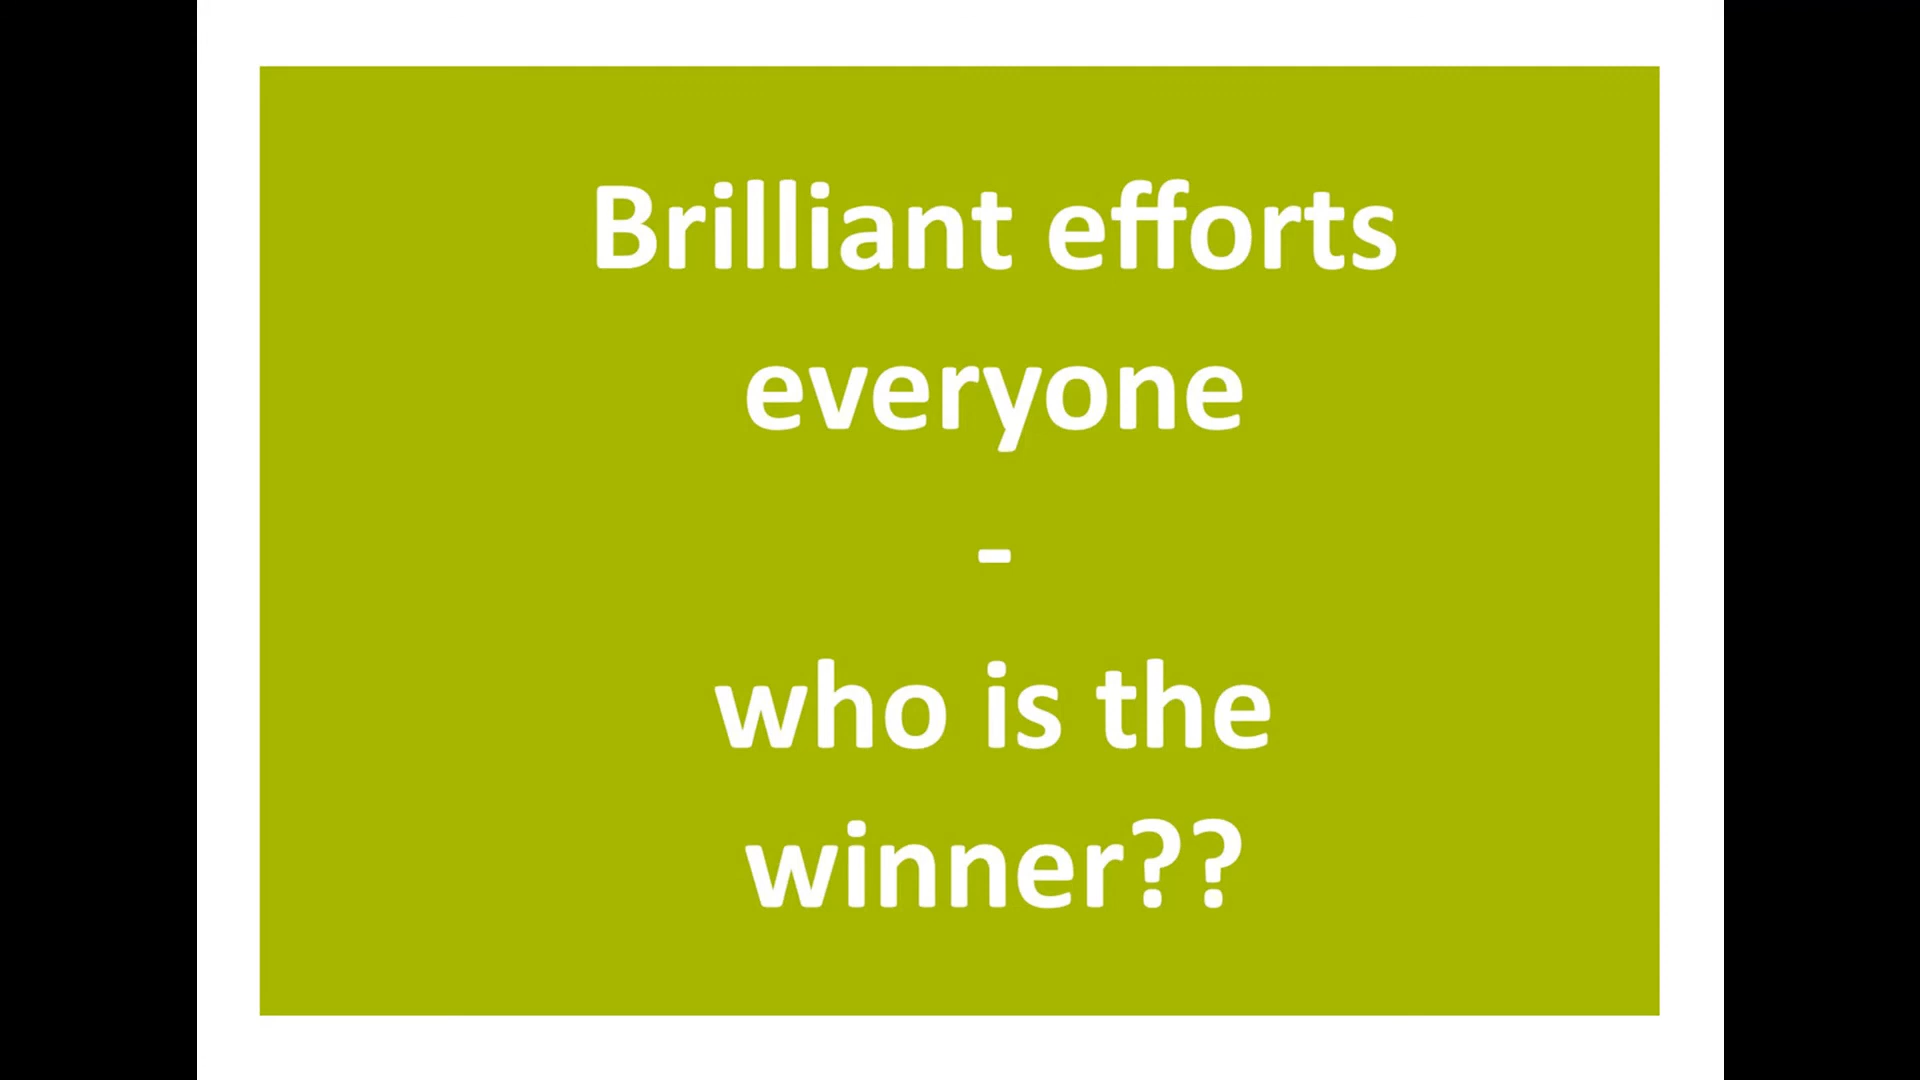 Brilliant efforts
everyone
-
who is the
winner??